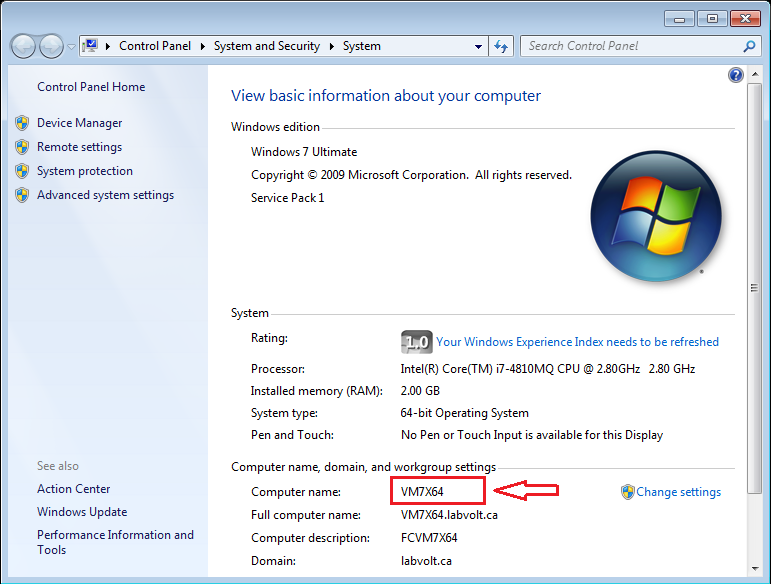 Control Panel System and Security System Search Control Panel
Control Panel Home
Device Manager
Remote settings
System protection
Advanced system settings
See also
Action Center
Windows Update
Performance Information and
Tools
View basic information about your computer
Windows edition
Windows 7 Ultimate
Copyright © 2009 Microsoft Corporation. All rights reserved.
Service Pack 1
System
Rating: 1,0 Your Windows Experience Index needs to be refreshed
Processor: Intel(R) Core(TM) i7-4810MQ CPU @ 2.80GHz 2.80 GHz
Installed memory (RAM): 2.00 GB
System type: 64-bit Operating System
Pen and Touch: No Pen or Touch Input is available for this Display
Computer name, domain, and workgroup settings
Computer name: VM7X64 Change settings
Full computer name: VM7X64.labvolt.ca
Computer description: FCVM7X64
Domain: labvolt.ca